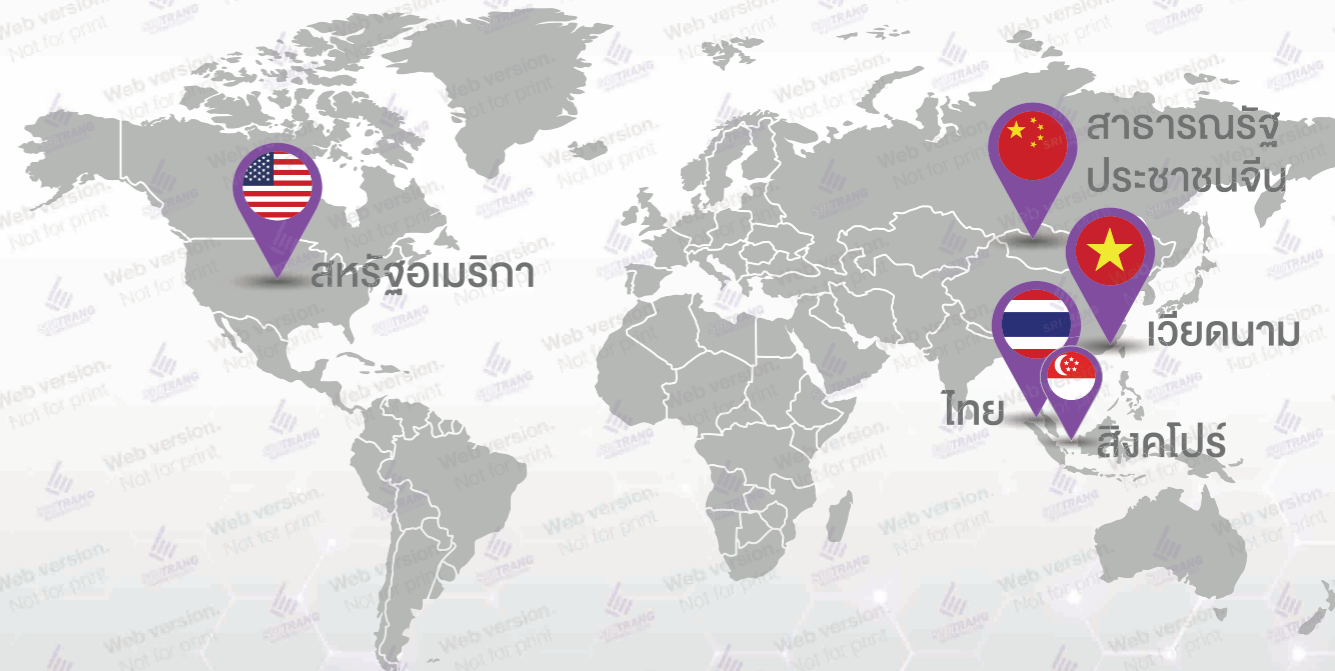 สาธารณรัฐ
ประชาชนจีน
สหรัฐอเมริกา
เวียดนาม
ไทย
สิงคโปร์
Web version.
Not for print
SRI TRANG